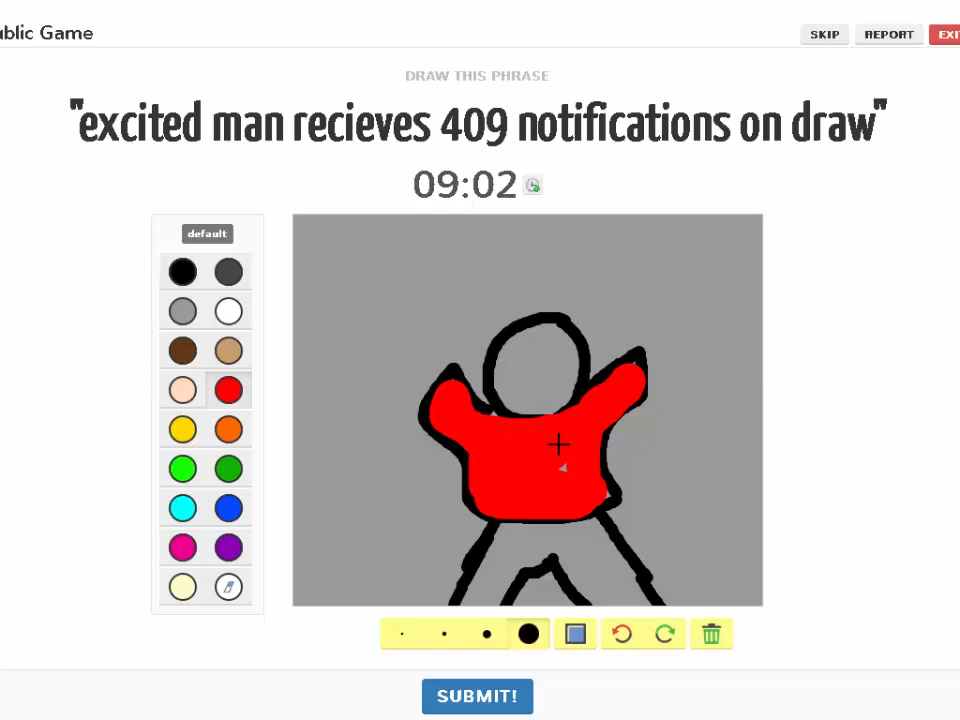 ublic Game
SKIP REPORT EXI
DRAW THIS PHRASE
"excited man recieves 409 notifications on draw"
09:02
default
SUBMIT!